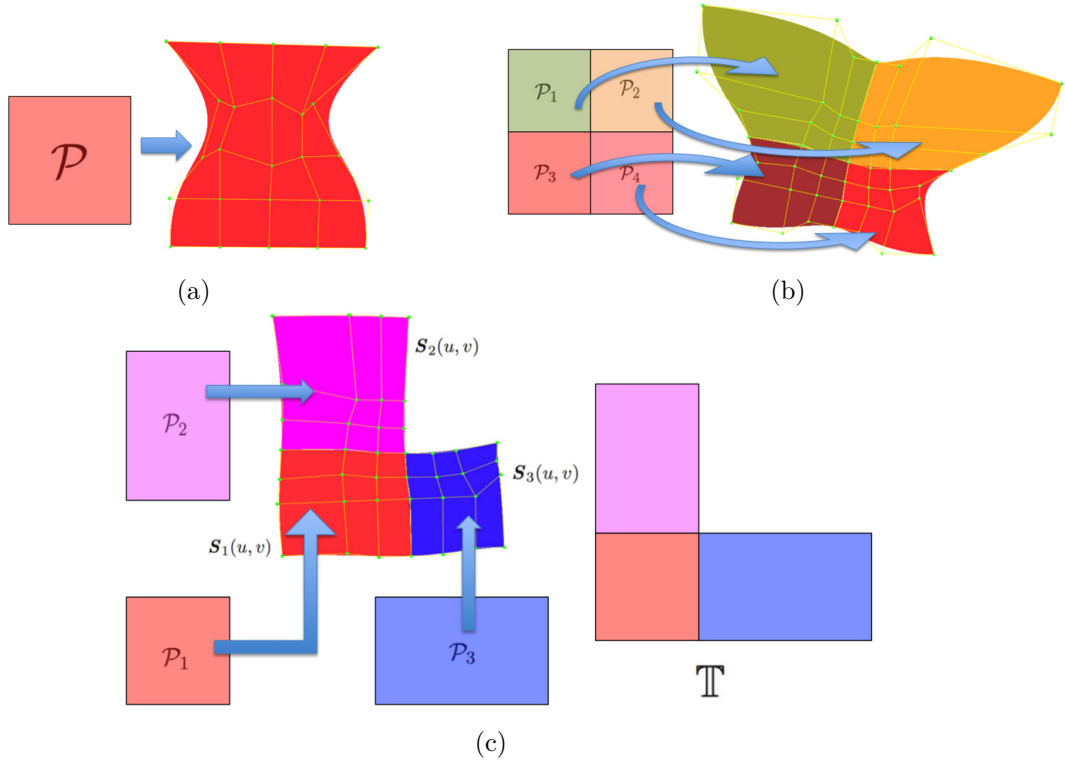 𝒫
(a)
𝒫₁ 𝒫₂
𝒫₃ 𝒫₄
(b)
𝒫₂
𝑺₂(u, v)
𝑺₁(u, v)
𝑺₃(u, v)
𝒫₁
𝒫₃
𝕋
(c)